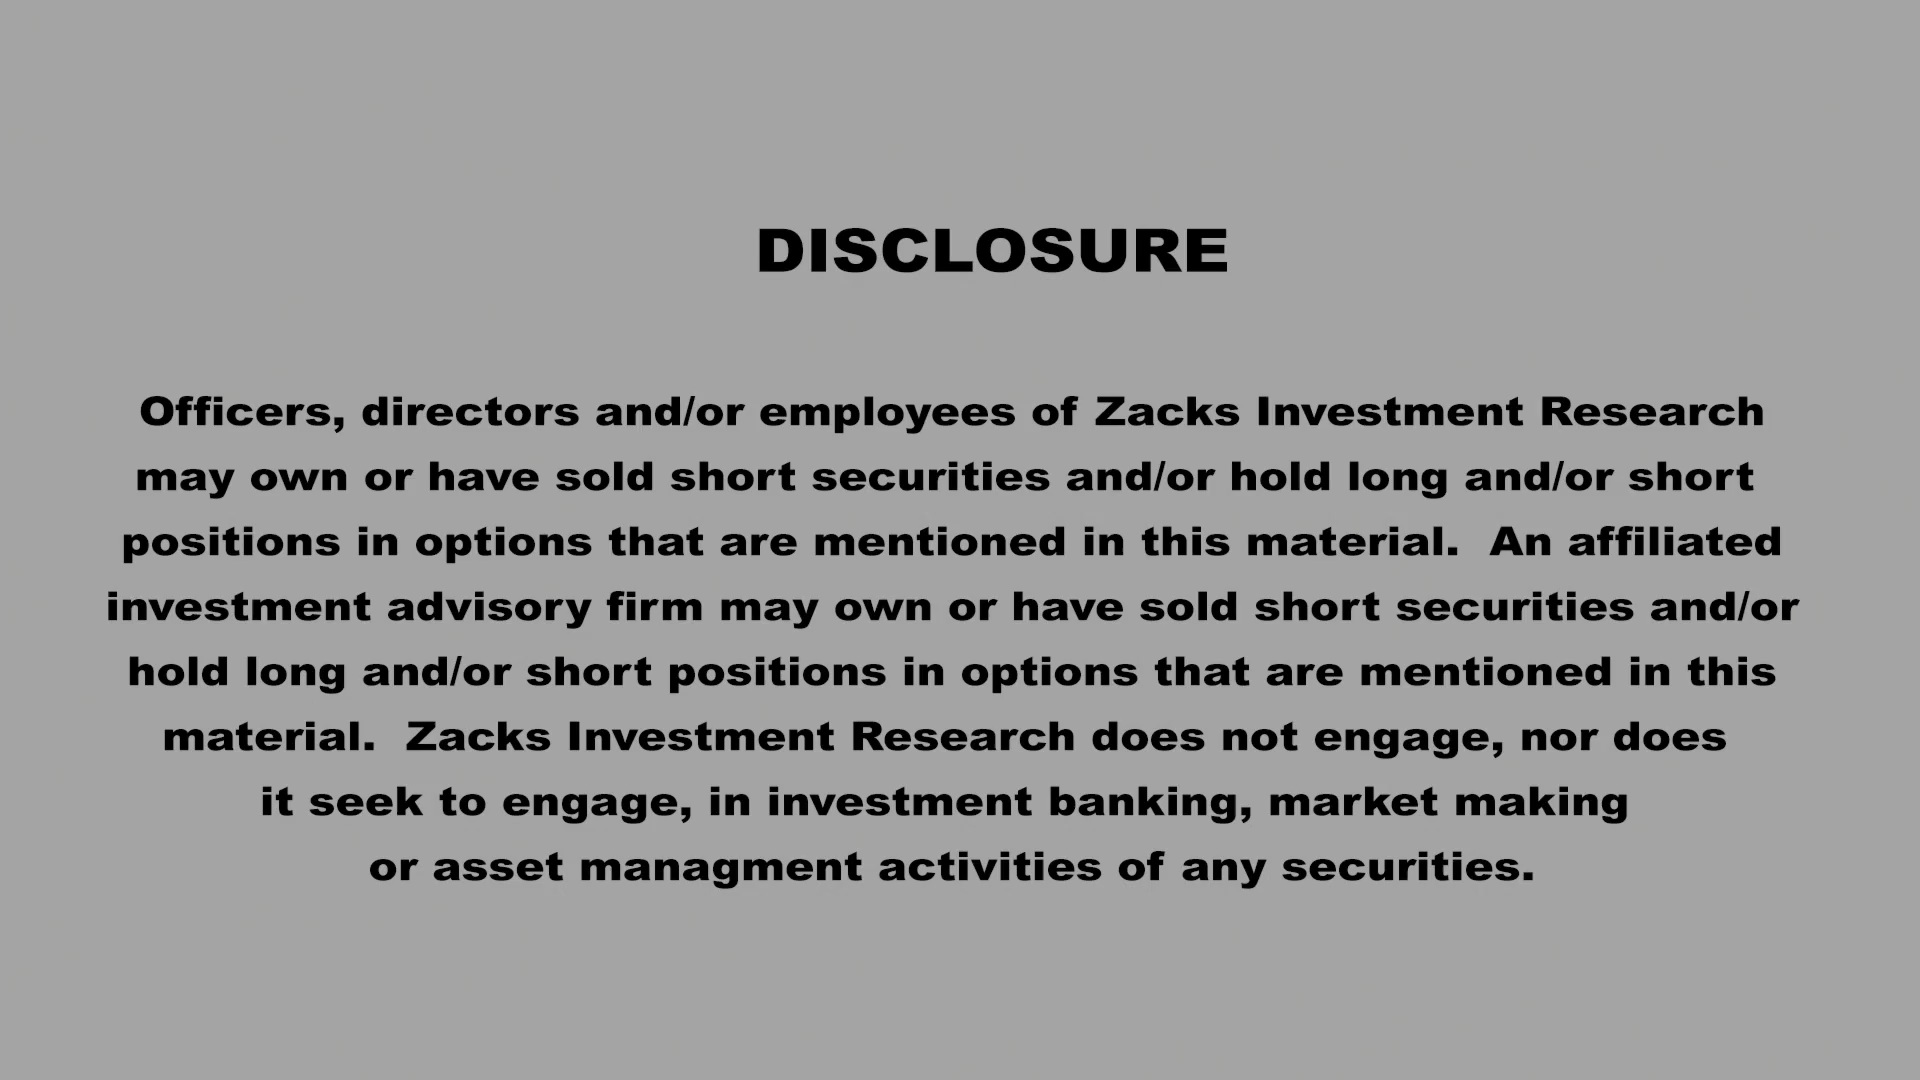 DISCLOSURE
Officers, directors and/or employees of Zacks Investment Research
may own or have sold short securities and/or hold long and/or short
positions in options that are mentioned in this material.  An affiliated
investment advisory firm may own or have sold short securities and/or
hold long and/or short positions in options that are mentioned in this
material.  Zacks Investment Research does not engage, nor does
it seek to engage, in investment banking, market making
or asset managment activities of any securities.